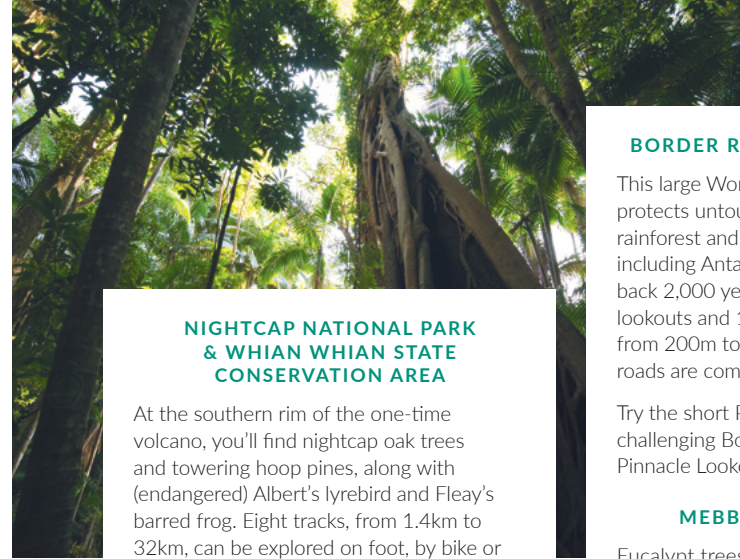 NIGHTCAP NATIONAL PARK
& WHIAN WHIAN STATE
CONSERVATION AREA
At the southern rim of the one-time
volcano, you'll find nightcap oak trees
and towering hoop pines, along with
(endangered) Albert's lyrebird and Fleay's
barred frog. Eight tracks, from 1.4km to
32km, can be explored on foot, by bike or
BORDER R
This large Wor
protects untou
rainforest and
including Anta
back 2,000 ye
lookouts and 1
from 200m to
roads are com
Try the short
challenging Bo
Pinnacle Look
MEBB
Eucalypt trees